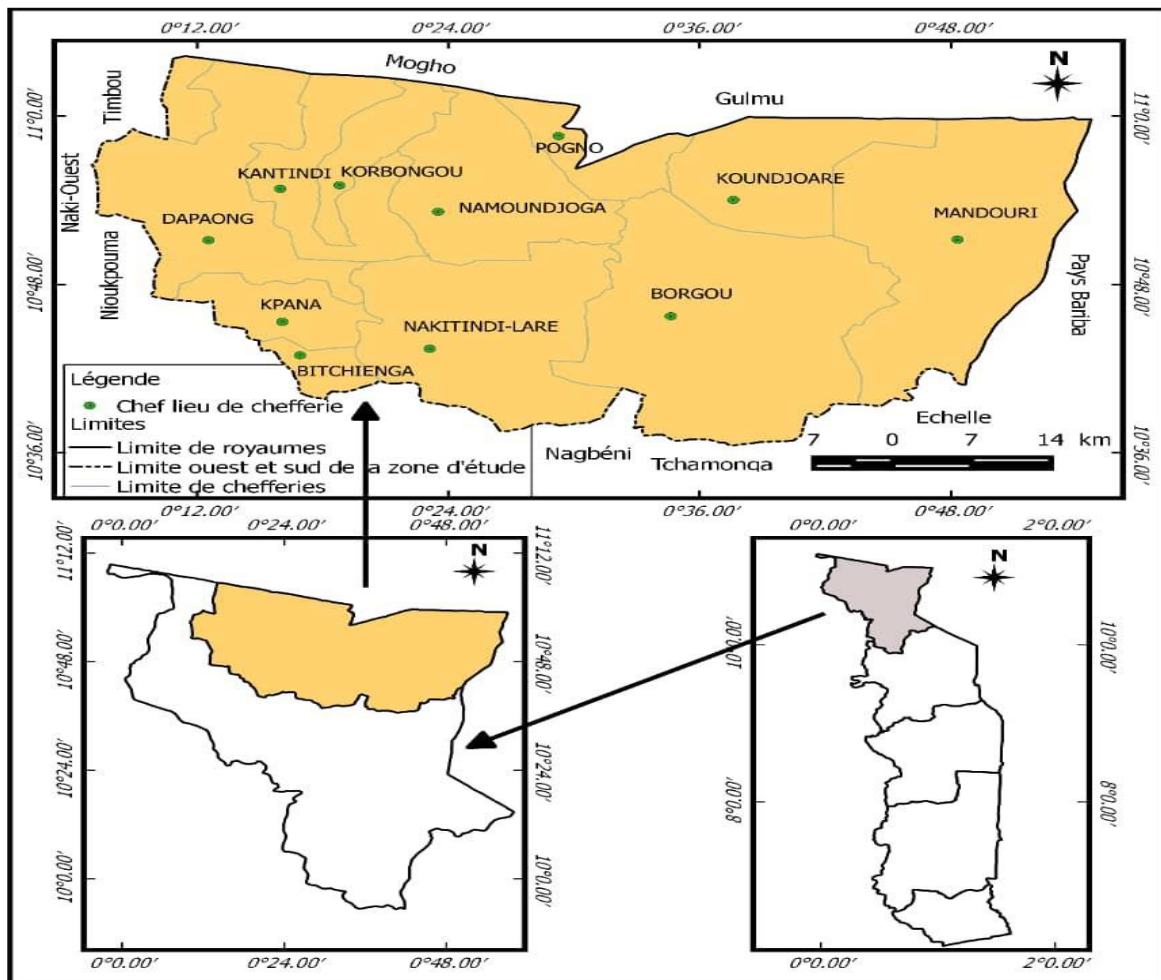 0°12.00' 0°24.00' 0°36.00' 0°48.00'
Mogho
N
Timbou
Gulmu
11°0.00' 11°0.00'
POGNO
Naki-Ouest
KANTINDI KORBONGOU
KOUNDJOARE
NAMOUNDJOGA
DAPAONG
MANDOURI
Nioukpouma
10°48.00' 10°48.00'
Pays Bariba
KPANA
BORGOU
NAKITINDI-LARE
BITCHIENGA
Légende
Chef lieu de chefferie
Limites
Limite de royaumes
Limite ouest et sud de la zone d'étude
Limite de chefferies
Nagbéni
Tchamonga
Echelle
7 0 7 14 km
10°36.00' 10°36.00'
0°12.00' 0°24.00' 0°36.00' 0°48.00'
0°0.00' 0°24.00' 0°48.00'
N
11°12.00' 11°12.00'
10°48.00' 10°48.00'
10°24.00' 10°24.00'
10°0.00' 10°0.00'
0°0.00' 0°24.00' 0°48.00'
0°0.00' 2°0.00'
N
10°0.00' 10°0.00'
8°0.00' 8°0.00'
0°0.00' 2°0.00'